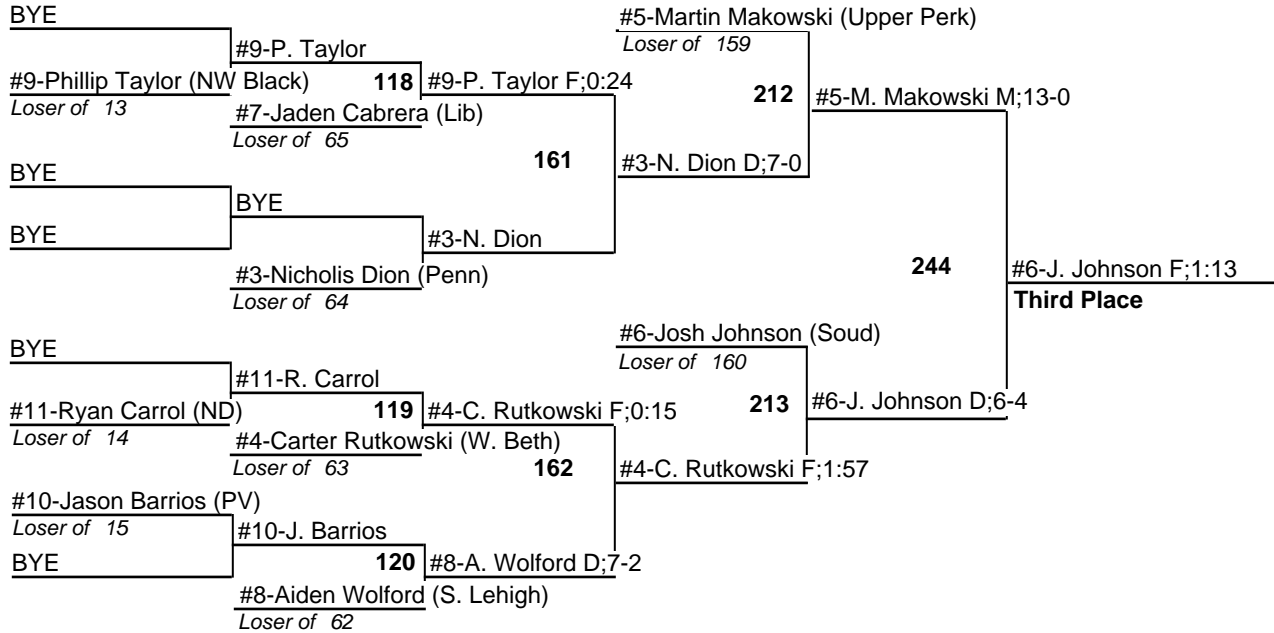 BYE
#5-Martin Makowski (Upper Perk)
#9-P. Taylor
Loser of 159
#9-Phillip Taylor (NW Black)
118
#9-P. Taylor F;0:24
212
#5-M. Makowski M;13-0
Loser of 13
#7-Jaden Cabrera (Lib)
Loser of 65
161
#3-N. Dion D;7-0
BYE
BYE
BYE
#3-N. Dion
244
#6-J. Johnson F;1:13
#3-Nicholis Dion (Penn)
Third Place
Loser of 64
#6-Josh Johnson (Soud)
BYE
Loser of 160
#11-R. Carrol
#11-Ryan Carrol (ND)
119
#4-C. Rutkowski F;0:15
213
#6-J. Johnson D;6-4
Loser of 14
#4-Carter Rutkowski (W. Beth)
Loser of 63
162
#4-C. Rutkowski F;1:57
#10-Jason Barrios (PV)
Loser of 15
#10-J. Barrios
BYE
120
#8-A. Wolford D;7-2
#8-Aiden Wolford (S. Lehigh)
Loser of 62